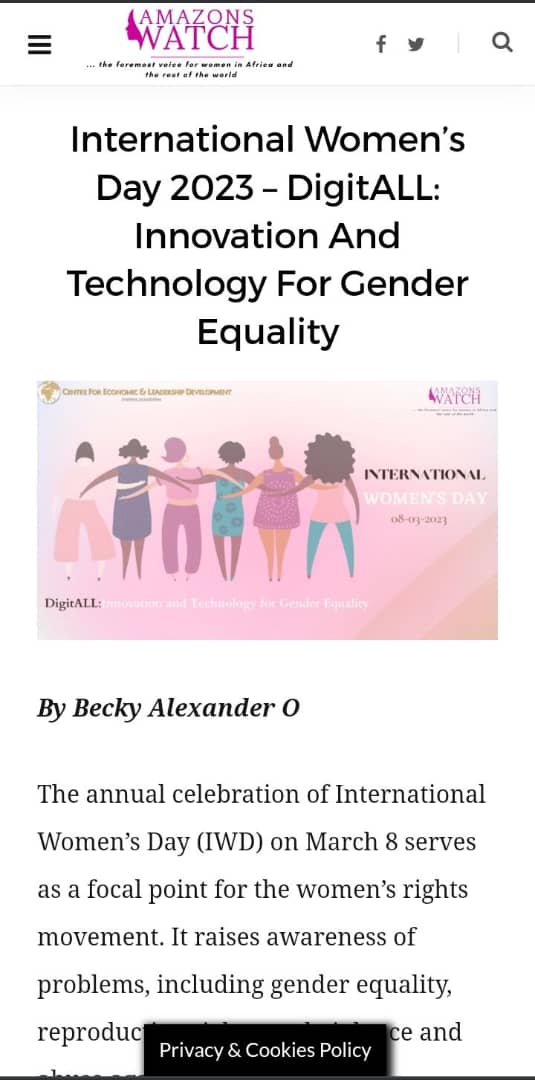 AMAZONS
WATCH
... the foremost voice for women in Africa and
the rest of the world
International Women’s
Day 2023 – DigitALL:
Innovation And
Technology For Gender
Equality
CENTRE FOR ECONOMIC & LEADERSHIP DEVELOPMENT
AMAZONS
WATCH
INTERNATIONAL
WOMEN'S DAY
08-03-2023
DigitALL: Innovation and Technology for Gender Equality
By Becky Alexander O
The annual celebration of International
Women’s Day (IWD) on March 8 serves
as a focal point for the women’s rights
movement. It raises awareness of
problems, including gender equality,
reproduc ce and
Privacy & Cookies Policy